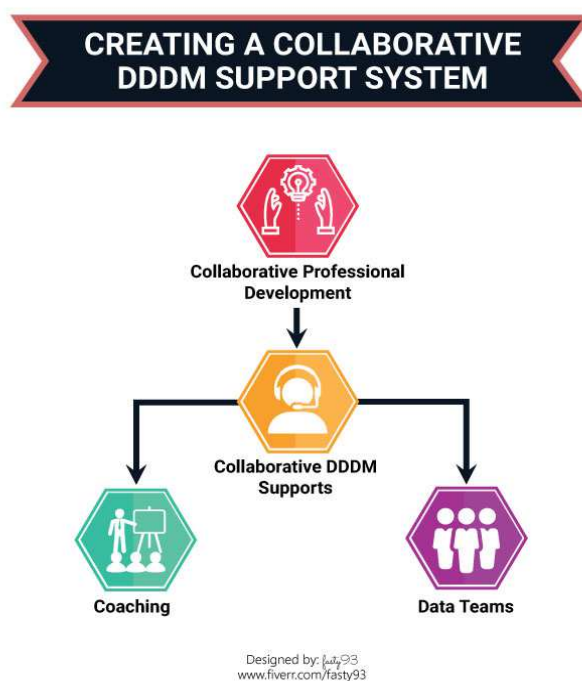 CREATING A COLLABORATIVE
DDDM SUPPORT SYSTEM
Collaborative Professional
Development
Collaborative DDDM
Supports
Coaching
Data Teams
Designed by: fasty93
www.fiverr.com/fasty93